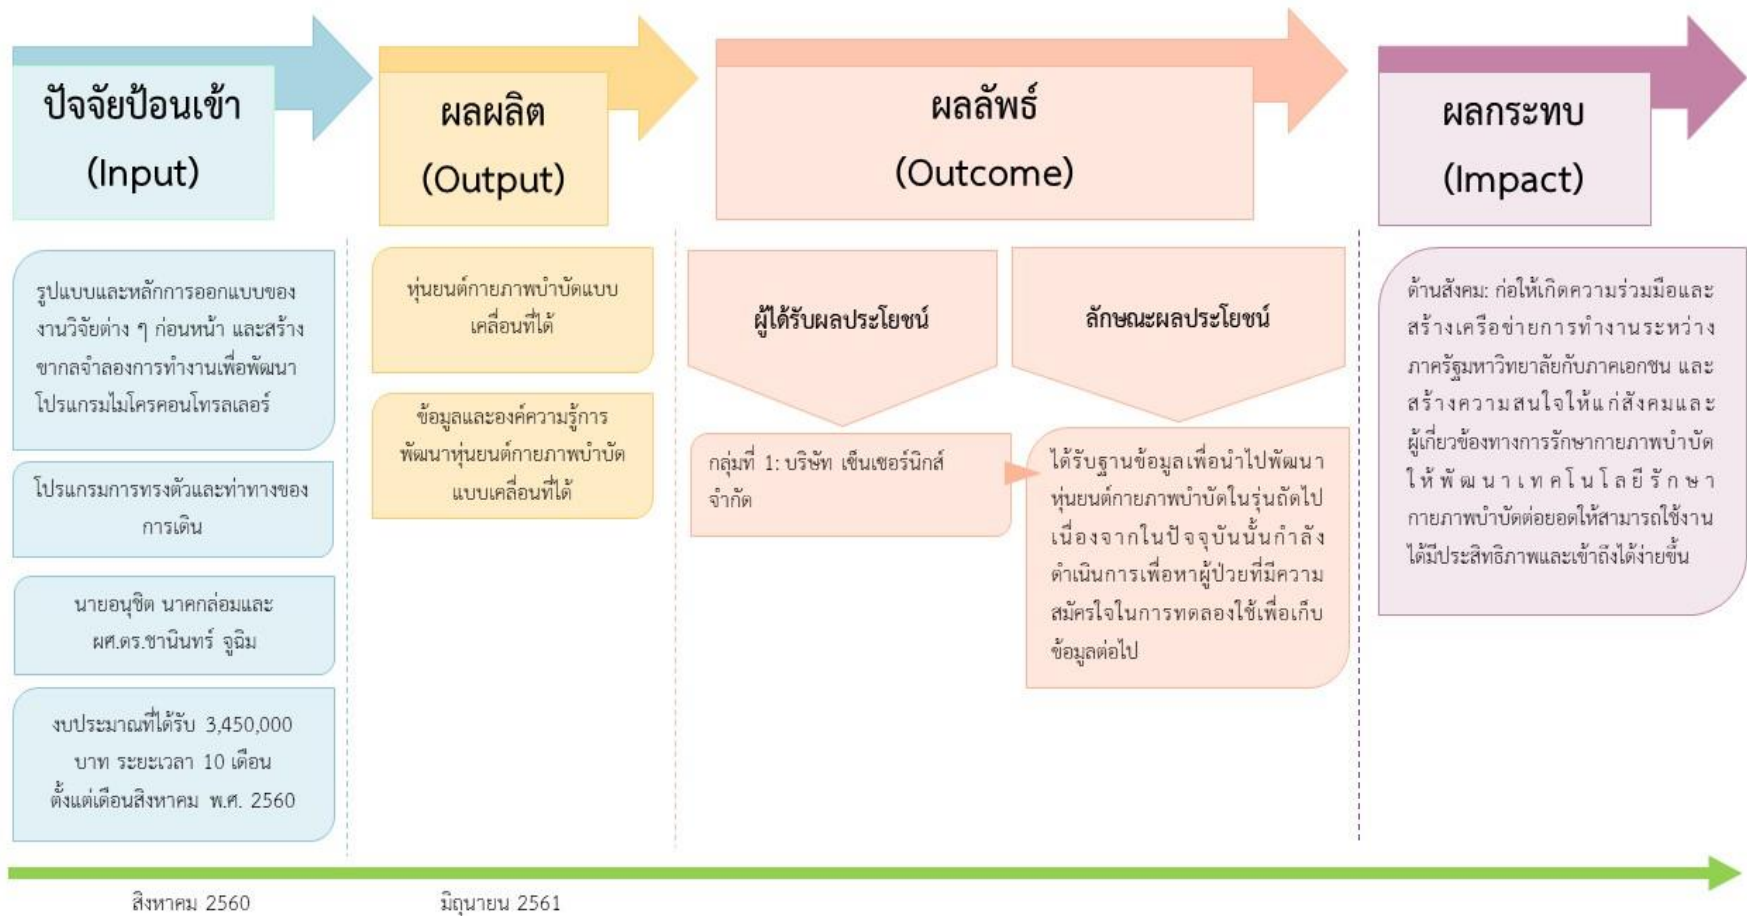 ปัจจัยป้อนเข้า
(Input)
รูปแบบและหลักการออกแบบของ
งานวิจัยต่าง ๆ ก่อนหน้า และสร้าง
ขากลจำลองการทำงานเพื่อพัฒนา
โปรแกรมไมโครคอนโทรลเลอร์
โปรแกรมการทรงตัวและท่าทางของ
การเดิน
นายอนุชิต นาคกล่อมและ
ผศ.ดร.ชานินทร์ จูฉิม
งบประมาณที่ได้รับ 3,450,000
บาท ระยะเวลา 10 เดือน
ตั้งแต่เดือนสิงหาคม พ.ศ. 2560
ผลผลิต
(Output)
หุ่นยนต์กายภาพบำบัดแบบ
เคลื่อนที่ได้
ข้อมูลและองค์ความรู้การ
พัฒนาหุ่นยนต์กายภาพบำบัด
แบบเคลื่อนที่ได้
ผลลัพธ์
(Outcome)
ผู้ได้รับผลประโยชน์
กลุ่มที่ 1: บริษัท เซ็นเซอร์นิกส์
จำกัด
ลักษณะผลประโยชน์
ได้รับฐานข้อมูลเพื่อนำไปพัฒนา
หุ่นยนต์กายภาพบำบัดในรุ่นถัดไป
เนื่องจากในปัจจุบันนั้นกำลัง
ดำเนินการเพื่อหาผู้ป่วยที่มีความ
สมัครใจในการทดลองใช้เพื่อเก็บ
ข้อมูลต่อไป
ผลกระทบ
(Impact)
ด้านสังคม: ก่อให้เกิดความร่วมมือและ
สร้างเครือข่ายการทำงานระหว่าง
ภาครัฐมหาวิทยาลัยกับภาคเอกชน และ
สร้างความสนใจให้แก่สังคมและ
ผู้เกี่ยวข้องทางการรักษากายภาพบำบัด
ให้พัฒนาเทคโนโลยีรักษา
กายภาพบำบัดต่อยอดให้สามารถใช้งาน
ได้มีประสิทธิภาพและเข้าถึงได้ง่ายขึ้น
สิงหาคม 2560
มิถุนายน 2561